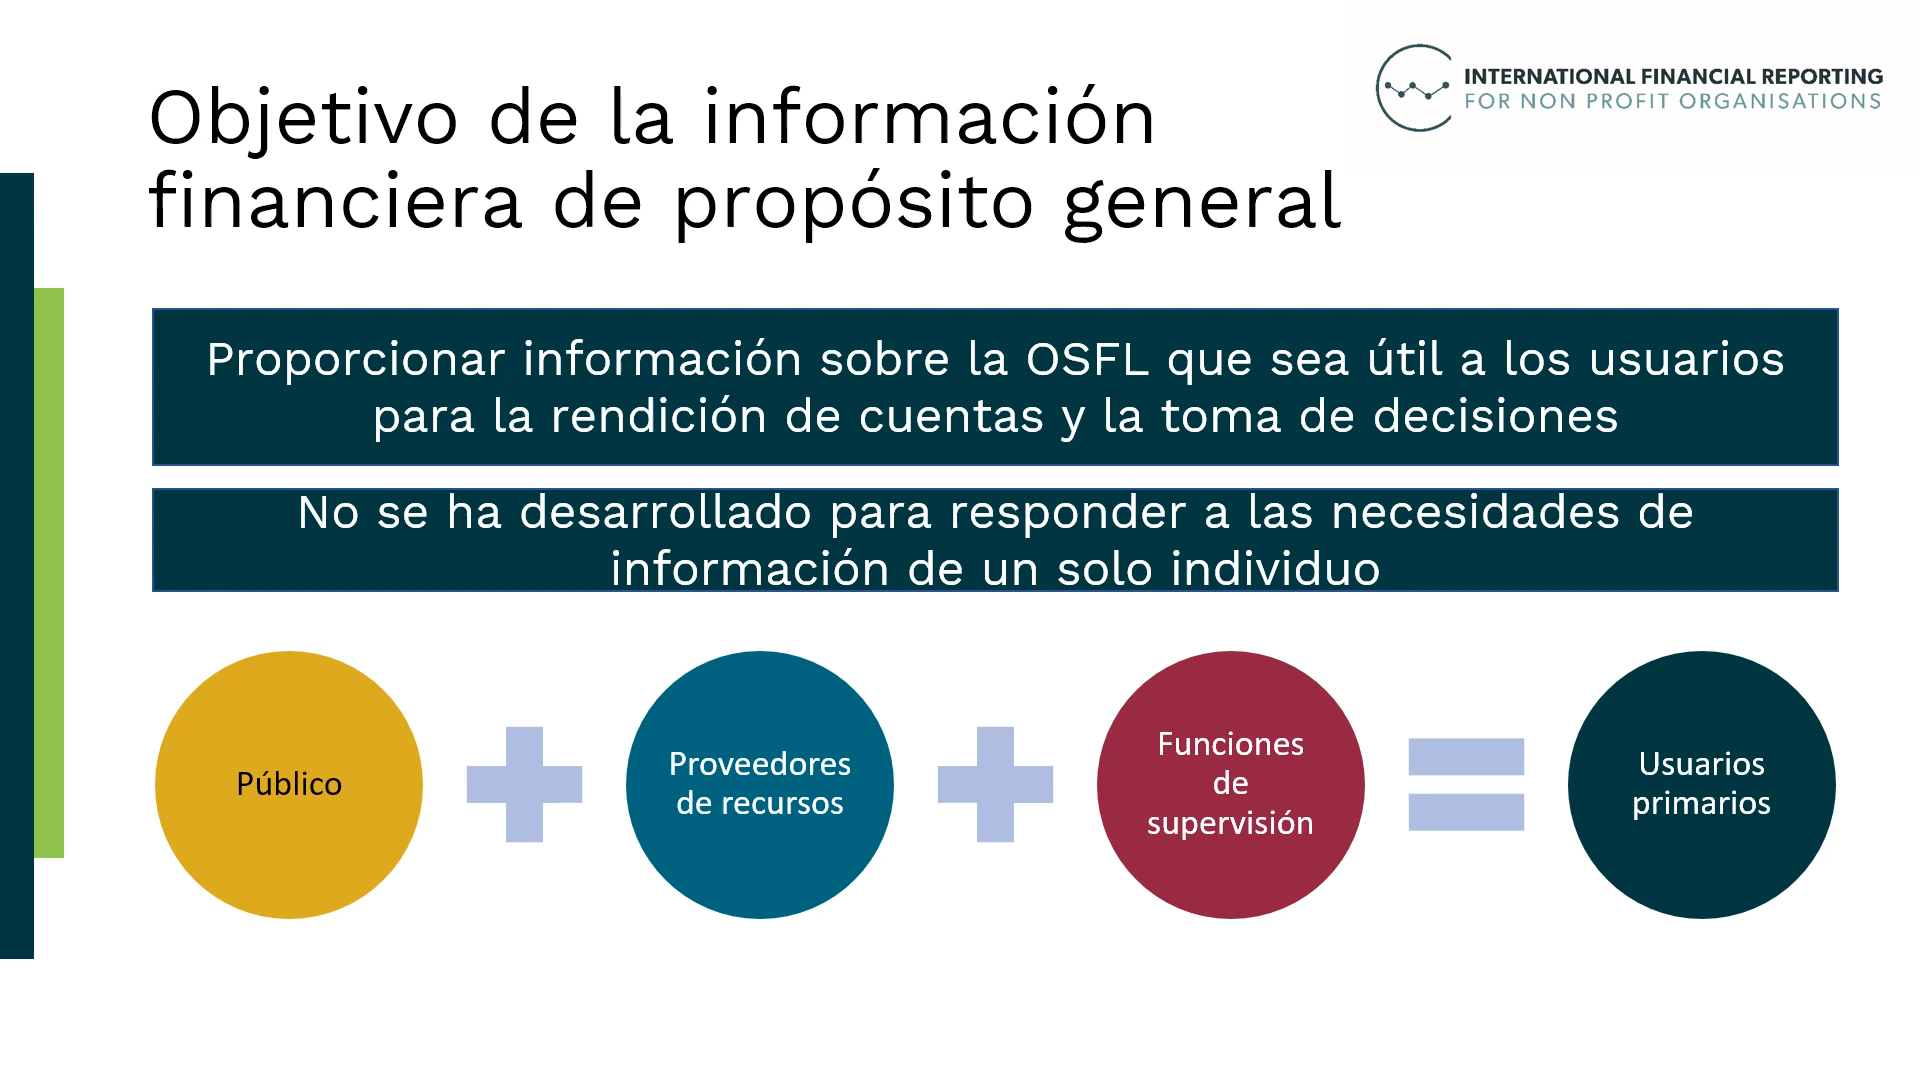 INTERNATIONAL FINANCIAL REPORTING
FOR NON PROFIT ORGANISATIONS
Objetivo de la información
financiera de propósito general
Proporcionar información sobre la OSFL que sea útil a los usuarios
para la rendición de cuentas y la toma de decisiones
No se ha desarrollado para responder a las necesidades de
información de un solo individuo
Público
Proveedores
de recursos
Funciones
de
supervisión
Usuarios
primarios